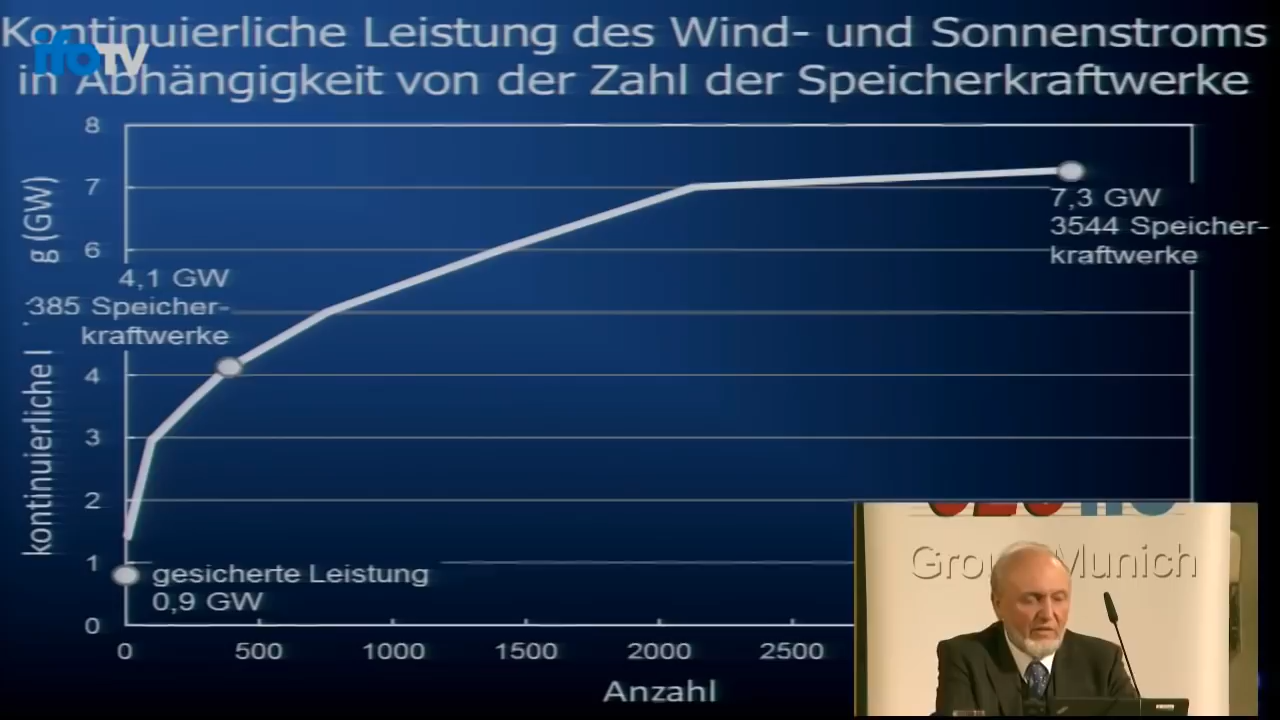 Kontinuierliche Leistung des Wind- und Sonnenstroms
in Abhängigkeit von der Zahl der Speicherkraftwerke
ifoTV
8
7
6
4
3
2
1
0
kontinuierliche
g (GW)
4,1 GW
385 Speicher-
kraftwerke
7,3 GW
3544 Speicher-
kraftwerke
gesicherte Leistung
0,9 GW
0
500
1000
1500
2000
2500
Anzahl
Munich